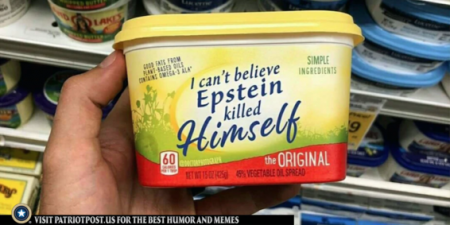 LAKES
GOOD FATS FROM
PLANT-BASED OILS
CONTAINS OMEGA-3 ALA*
SIMPLE
INGREDIENTS
I can't believe
Epstein
killed
Himself
60
the ORIGINAL
NET WT 15 OZ (425g)
45% VEGETABLE OIL SPREAD
VISIT PATRIOTPOST.US FOR THE BEST HUMOR AND MEMES